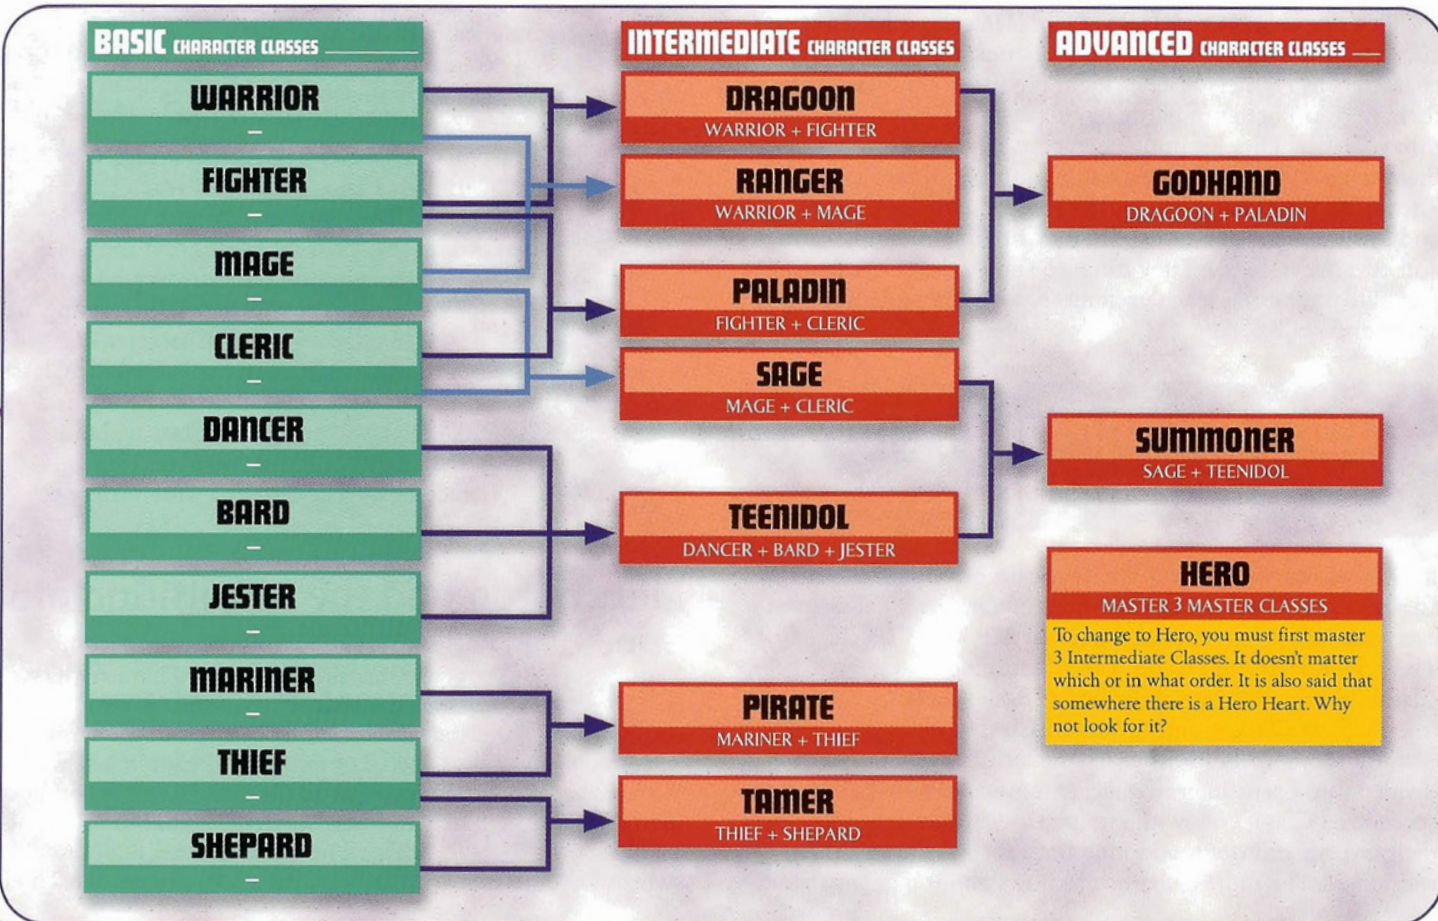 BASIC CHARACTER CLASSES
WARRIOR
–
FIGHTER
–
MAGE
–
CLERIC
–
DANCER
–
BARD
–
JESTER
–
MARINER
–
THIEF
–
SHEPARD
–
INTERMEDIATE CHARACTER CLASSES
DRAGOON
WARRIOR + FIGHTER
RANGER
WARRIOR + MAGE
PALADIN
FIGHTER + CLERIC
SAGE
MAGE + CLERIC
TEENIDOL
DANCER + BARD + JESTER
PIRATE
MARINER + THIEF
TAMER
THIEF + SHEPARD
ADVANCED CHARACTER CLASSES
GODHAND
DRAGOON + PALADIN
SUMMONER
SAGE + TEENIDOL
HERO
MASTER 3 MASTER CLASSES
To change to Hero, you must first master
3 Intermediate Classes. It doesn't matter
which or in what order. It is also said that
somewhere there is a Hero Heart. Why
not look for it?